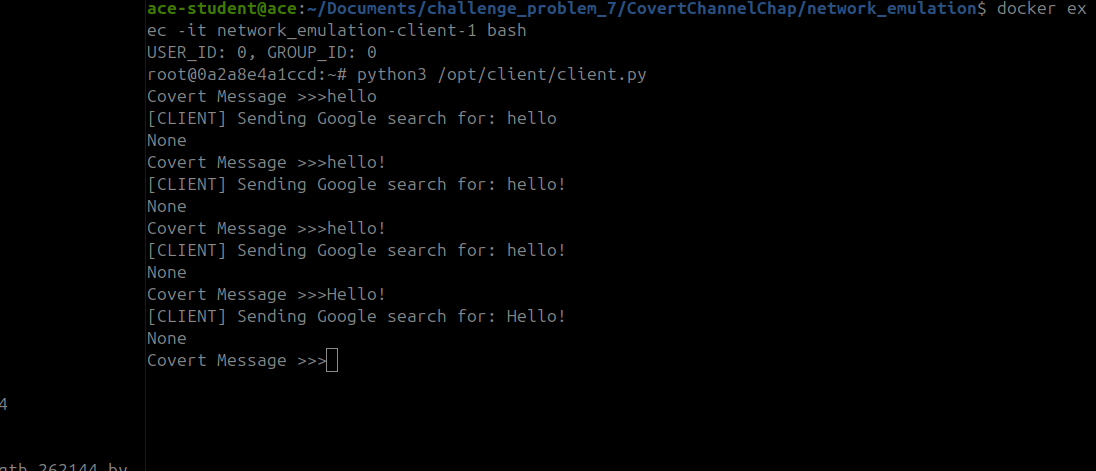 ace-student@ace:~/Documents/challenge_problem_7/CovertChannelChap/network_emulation$ docker ex
ec -it network_emulation-client-1 bash
USER_ID: 0, GROUP_ID: 0
root@0a2a8e4a1ccd:~# python3 /opt/client/client.py
Covert Message >>>hello
[CLIENT] Sending Google search for: hello
None
Covert Message >>>hello!
[CLIENT] Sending Google search for: hello!
None
Covert Message >>>hello!
[CLIENT] Sending Google search for: hello!
None
Covert Message >>>Hello!
[CLIENT] Sending Google search for: Hello!
None
Covert Message >>>
4
262144 by